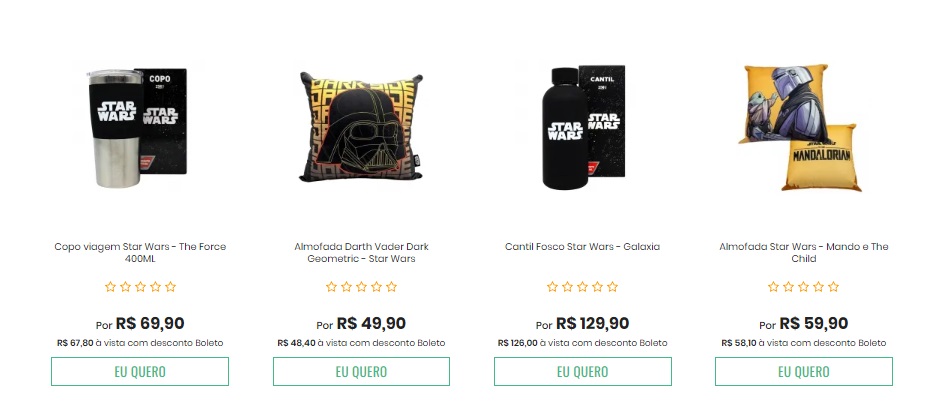 COPO
STAR
WARS
STAR
WARS
DARK SIDE
CANTIL
STAR
WARS
STAR
WARS
STAR WARS
MANDALORIAN
Copo viagem Star Wars - The Force
400ML
Por R$ 69,90
R$ 67,80 à vista com desconto Boleto
EU QUERO
Almofada Darth Vader Dark
Geometric - Star Wars
Por R$ 49,90
R$ 48,40 à vista com desconto Boleto
EU QUERO
Cantil Fosco Star Wars - Galaxia
Por R$ 129,90
R$ 126,00 à vista com desconto Boleto
EU QUERO
Almofada Star Wars - Mando e The
Child
Por R$ 59,90
R$ 58,10 à vista com desconto Boleto
EU QUERO